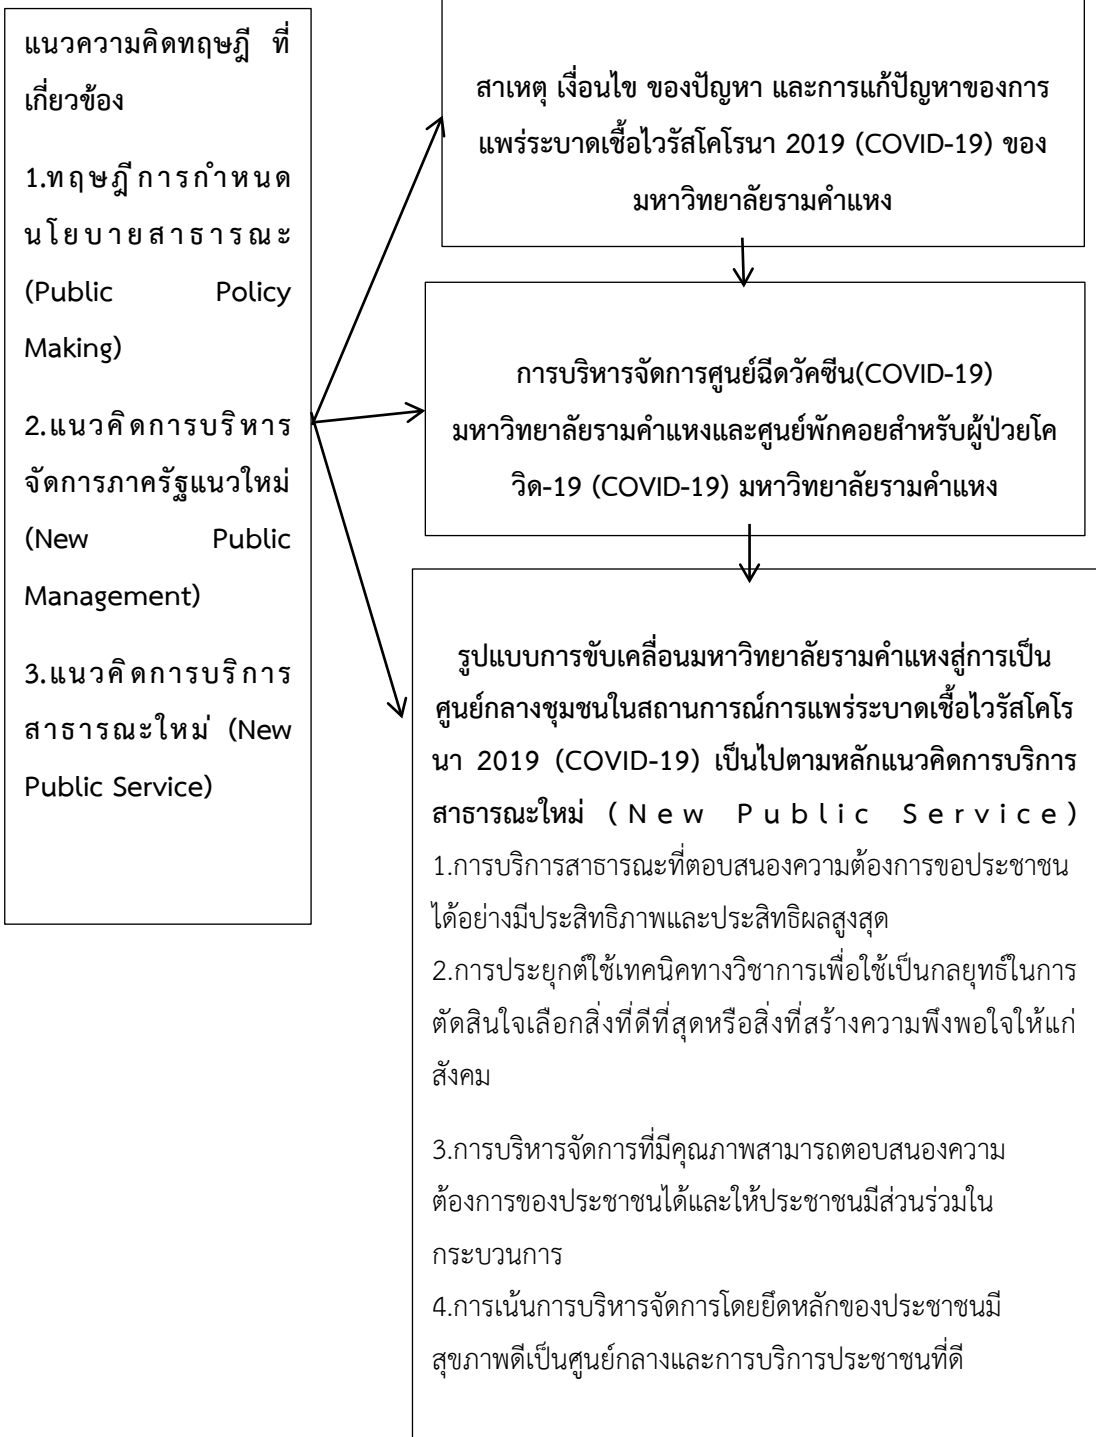 แนวความคิดทฤษฎี ที่
เกี่ยวข้อง
1.ทฤษฎีการกำหนด
นโยบายสาธารณะ
(Public Policy
Making)
2.แนวคิดการบริหาร
จัดการภาครัฐแนวใหม่
(New Public
Management)
3.แนวคิดการบริการ
สาธารณะใหม่ (New
Public Service)
สาเหตุ เงื่อนไข ของปัญหา และการแก้ปัญหาของการ
แพร่ระบาดเชื้อไวรัสโคโรนา 2019 (COVID-19) ของ
มหาวิทยาลัยรามคำแหง
การบริหารจัดการศูนย์ฉีดวัคซีน(COVID-19)
มหาวิทยาลัยรามคำแหงและศูนย์พักคอยสำหรับผู้ป่วยโค
วิด-19 (COVID-19) มหาวิทยาลัยรามคำแหง
รูปแบบการขับเคลื่อนมหาวิทยาลัยรามคำแหงสู่การเป็น
ศูนย์กลางชุมชนในสถานการณ์การแพร่ระบาดเชื้อไวรัสโคโร
นา 2019 (COVID-19) เป็นไปตามหลักแนวคิดการบริการ
สาธารณะใหม่ (New Public Service)
1.การบริการสาธารณะที่ตอบสนองความต้องการขอประชาชน
ได้อย่างมีประสิทธิภาพและประสิทธิผลสูงสุด
2.การประยุกต์ใช้เทคนิคทางวิชาการเพื่อใช้เป็นกลยุทธ์ในการ
ตัดสินใจเลือกสิ่งที่ดีที่สุดหรือสิ่งที่สร้างความพึงพอใจให้แก่
สังคม
3.การบริหารจัดการที่มีคุณภาพสามารถตอบสนองความ
ต้องการของประชาชนได้และให้ประชาชนมีส่วนร่วมใน
กระบวนการ
4.การเน้นการบริหารจัดการโดยยึดหลักของประชาชนมี
สุขภาพดีเป็นศูนย์กลางและการบริการประชาชนที่ดี